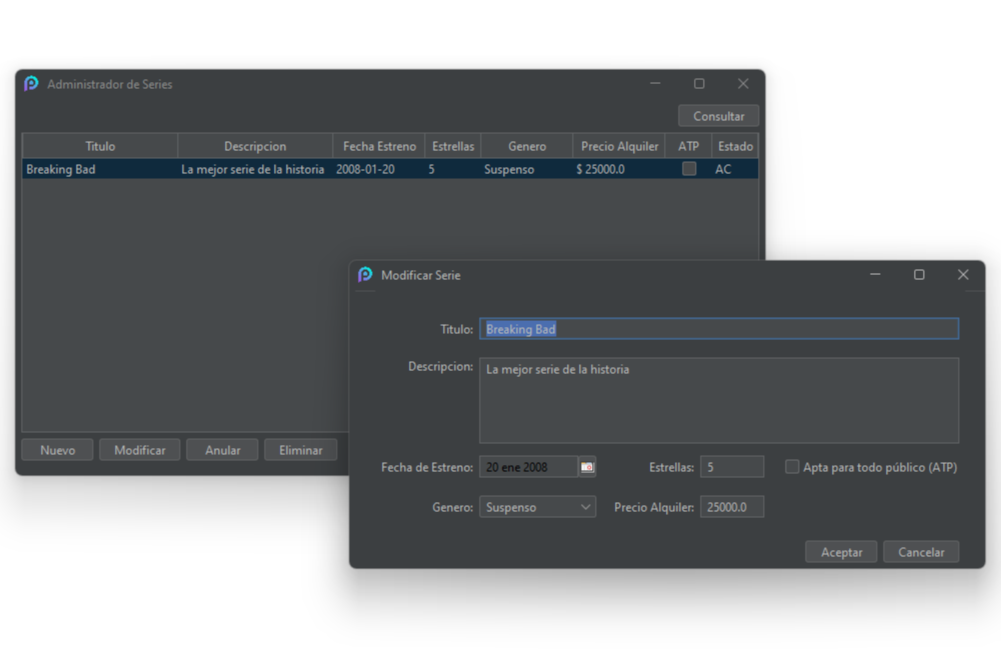 Administrador de Series
Consultar
Titulo Descripcion Fecha Estreno Estrellas Genero Precio Alquiler ATP Estado
Breaking Bad La mejor serie de la historia 2008-01-20 5 Suspenso $ 25000.0 AC
Nuevo Modificar Anular Eliminar
Modificar Serie
Titulo: Breaking Bad
Descripcion: La mejor serie de la historia
Fecha de Estreno: 20 ene 2008 Estrellas: 5 Apta para todo público (ATP)
Genero: Suspenso Precio Alquiler: 25000.0
Aceptar Cancelar